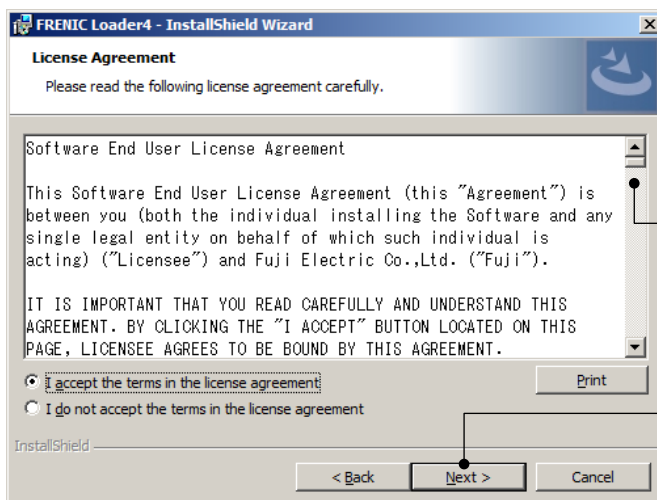 FRENIC Loader4 - InstallShield Wizard
License Agreement
Please read the following license agreement carefully.
Software End User License Agreement
This Software End User License Agreement (this "Agreement") is
between you (both the individual installing the Software and any
single legal entity on behalf of which such individual is
acting) ("Licensee") and Fuji Electric Co.,Ltd. ("Fuji").
IT IS IMPORTANT THAT YOU READ CAREFULLY AND UNDERSTAND THIS
AGREEMENT. BY CLICKING THE "I ACCEPT" BUTTON LOCATED ON THIS
PAGE, LICENSEE AGREES TO BE BOUND BY THIS AGREEMENT.
I accept the terms in the license agreement
Print
I do not accept the terms in the license agreement
InstallShield
< Back
Next >
Cancel